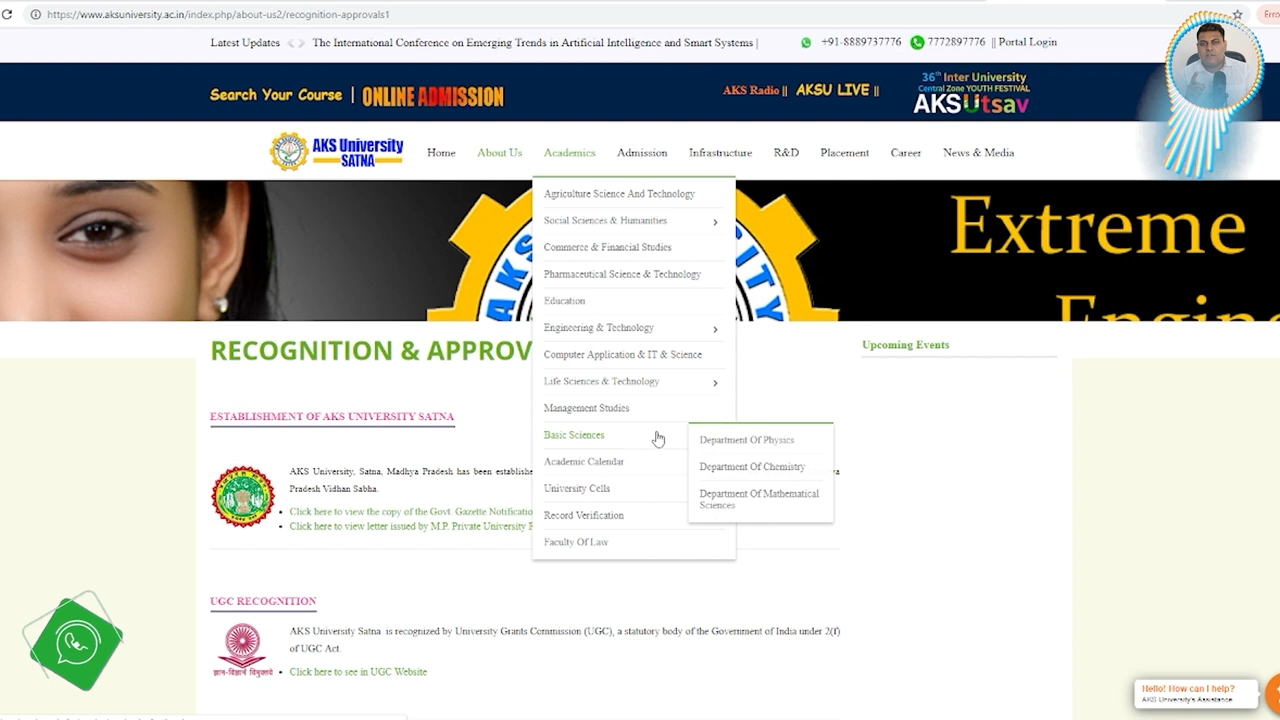 https://www.aksuniversity.ac.in/index.php/about-us2/recognition-approvals1
Erro
Latest Updates
The International Conference on Emerging Trends in Artificial Intelligence and Smart Systems |
+91-8889737776
7772897776 || Portal Login
Search Your Course | ONLINE ADMISSION
AKS Radio || AKSU LIVE ||
36th Inter University
Central Zone YOUTH FESTIVAL
AKSUtsav
AKS University
SATNA
Home
About Us
Academics
Admission
Infrastructure
R&D
Placement
Career
News & Media
Extreme
Agriculture Science And Technology
Social Sciences & Humanities
Commerce & Financial Studies
Pharmaceutical Science & Technology
Education
Engineering & Technology
Computer Application & IT & Science
Life Sciences & Technology
Management Studies
Basic Sciences
Academic Calendar
University Cells
Record Verification
Faculty Of Law
Department Of Physics
Department Of Chemistry
Department Of Mathematical
Sciences
RECOGNITION & APPROV
Upcoming Events
ESTABLISHMENT OF AKS UNIVERSITY SATNA
AKS University, Satna, Madhya Pradesh has been establishe
Pradesh Vidhan Sabha.
Click here to view the copy of the Govt. Gazette Notificatio
Click here to view letter issued by M.P. Private University
UGC RECOGNITION
AKS University Satna is recognized by University Grants Commission (UGC), a statutory body of the Government of India under 2(f)
of UGC Act.
ज्ञान-विज्ञानं विमुक्तये
Click here to see in UGC Website
Hello! How can I help?
AKS University's Assistance